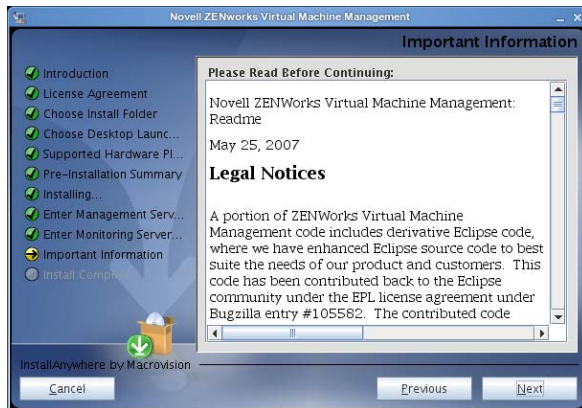 Novell ZENworks Virtual Machine Management
Important Information
Introduction
License Agreement
Choose Install Folder
Choose Desktop Launc...
Supported Hardware Pl...
Pre-Installation Summary
Installing...
Enter Management Serv...
Enter Monitoring Server...
Important Information
Install Comp
Please Read Before Continuing:
Novell ZENWorks Virtual Machine Management:
Readme
May 25, 2007
Legal Notices
A portion of ZENWorks Virtual Machine
Management code includes derivative Eclipse code,
where we have enhanced Eclipse source code to best
suite the needs of our product and customers. This
code has been contributed back to the Eclipse
community under the EPL license agreement under
Bugzilla entry #105582. The contributed code
InstallAnywhere by Macrovision
Cancel
Previous
Next